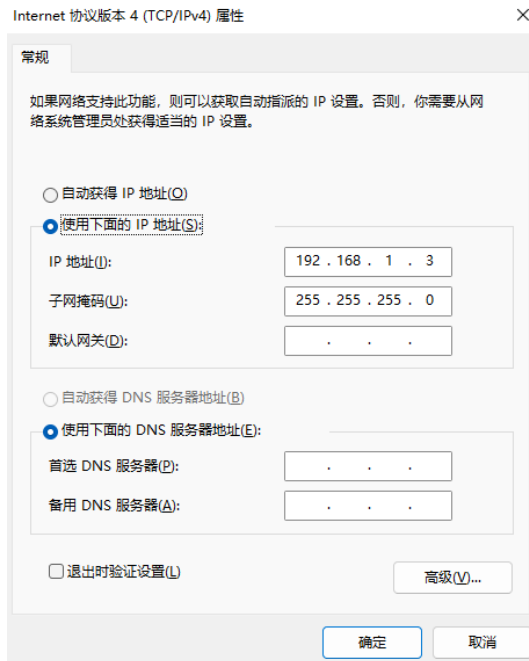 Internet 协议版本 4 (TCP/IPv4) 属性
常规
如果网络支持此功能，则可以获取自动指派的 IP 设置。否则，你需要从网
络系统管理员处获得适当的 IP 设置。
自动获得 IP 地址(O)
使用下面的 IP 地址(S):
IP 地址(I): 192 . 168 . 1 . 3
子网掩码(U): 255 . 255 . 255 . 0
默认网关(D): . . .
自动获得 DNS 服务器地址(B)
使用下面的 DNS 服务器地址(E):
首选 DNS 服务器(P): . . .
备用 DNS 服务器(A): . . .
退出时验证设置(L)
高级(V)...
确定 取消